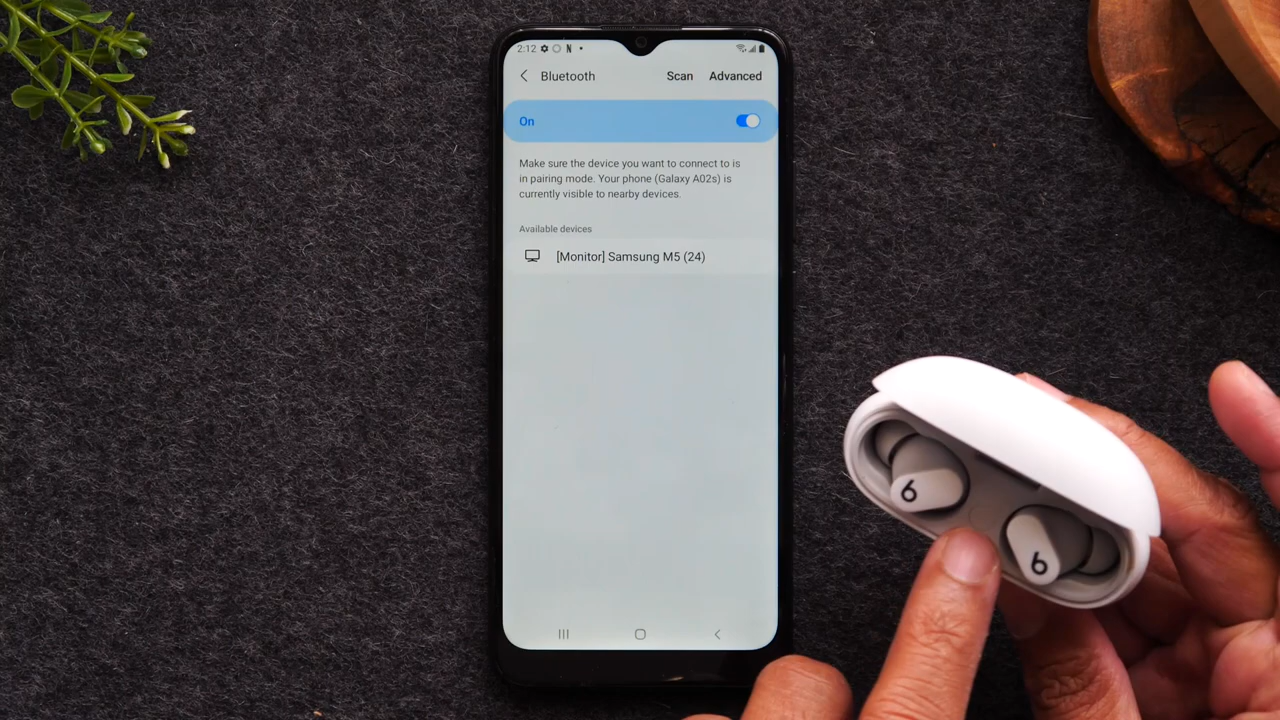 2:12
Bluetooth
Scan
Advanced
On
Make sure the device you want to connect to is
in pairing mode. Your phone (Galaxy A02s) is
currently visible to nearby devices.
Available devices
[Monitor] Samsung M5 (24)
b
b